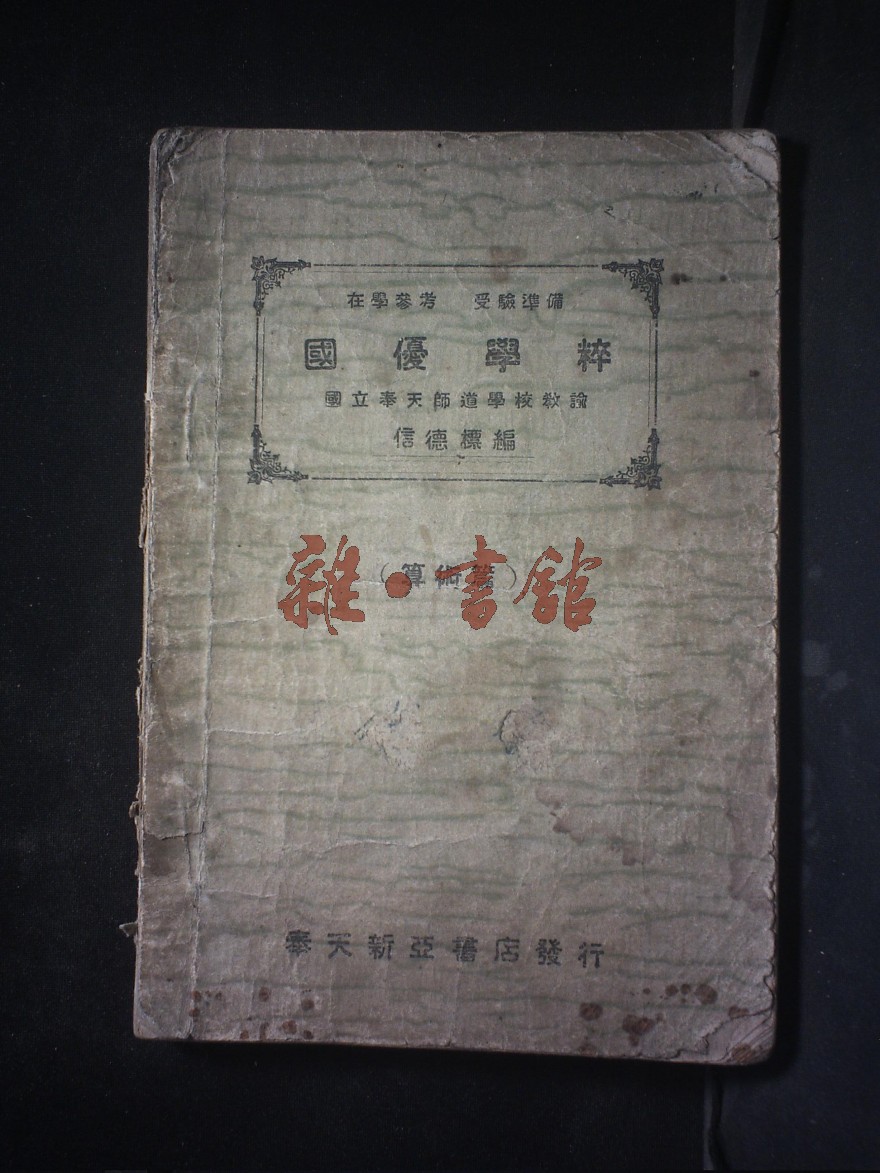 在學參考　受驗準備
國優學粹
國立奉天師道學校教諭
信德標編
(算術篇)
雜·書館
奉天新亞書店發行